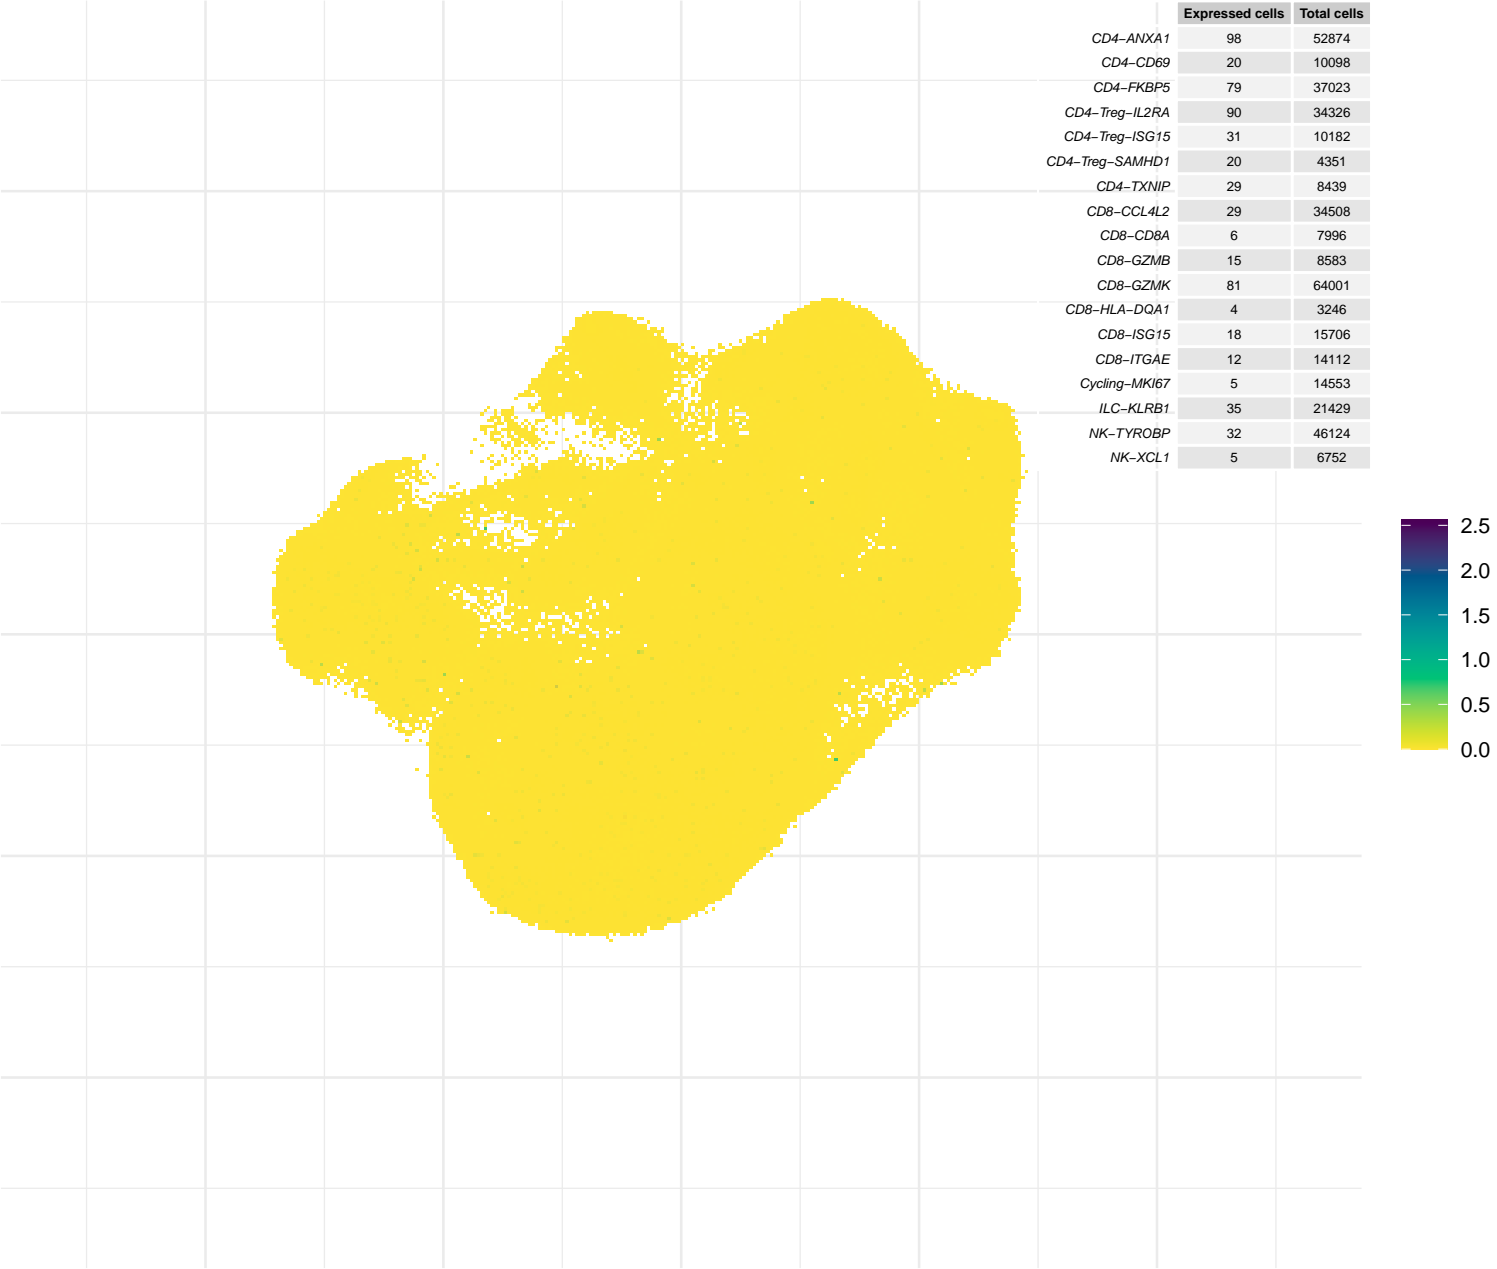 Expressed cells Total cells
CD4−ANXA1 98 52874
CD4−CD69 20 10098
CD4−FKBP5 79 37023
CD4−Treg−IL2RA 90 34326
CD4−Treg−ISG15 31 10182
CD4−Treg−SAMHD1 20 4351
CD4−TXNIP 29 8439
CD8−CCL4L2 29 34508
CD8−CD8A 6 7996
CD8−GZMB 15 8583
CD8−GZMK 81 64001
CD8−HLA−DQA1 4 3246
CD8−ISG15 18 15706
CD8−ITGAE 12 14112
Cycling−MKI67 5 14553
ILC−KLRB1 35 21429
NK−TYROBP 32 46124
NK−XCL1 5 6752
2.5
2.0
1.5
1.0
0.5
0.0